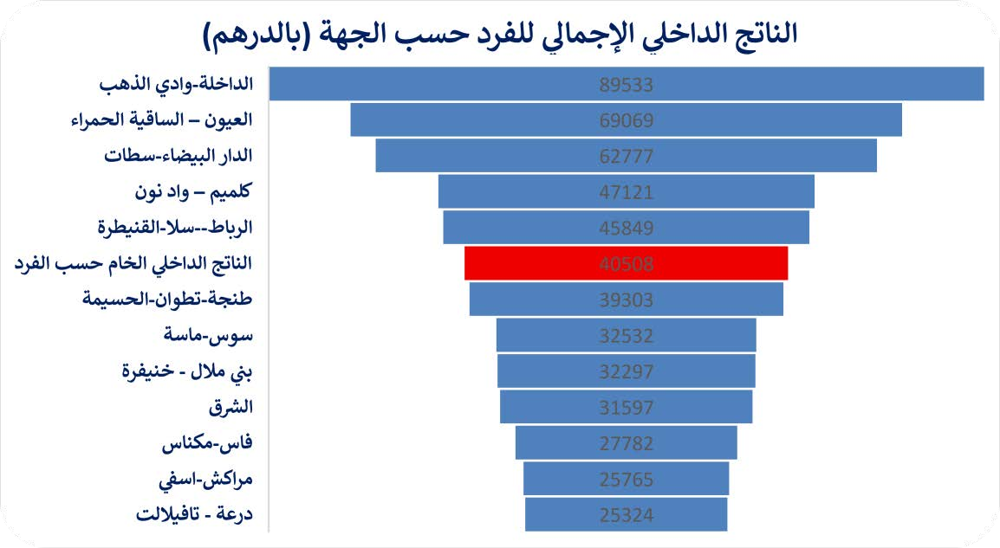 الناتج الداخلي الإجمالي للفرد حسب الجهة (بالدرهم)
الداخلة-وادي الذهب 89533
العيون – الساقية الحمراء 69069
الدار البيضاء-سطات 62777
كلميم – واد نون 47121
الرباط--سلا-القنيطرة 45849
الناتج الداخلي الخام حسب الفرد 40508
طنجة-تطوان-الحسيمة 39303
سوس-ماسة 32532
بني ملال - خنيفرة 32297
الشرق 31597
فاس-مكناس 27782
مراكش-اسفي 25765
درعة - تافيلالت 25324